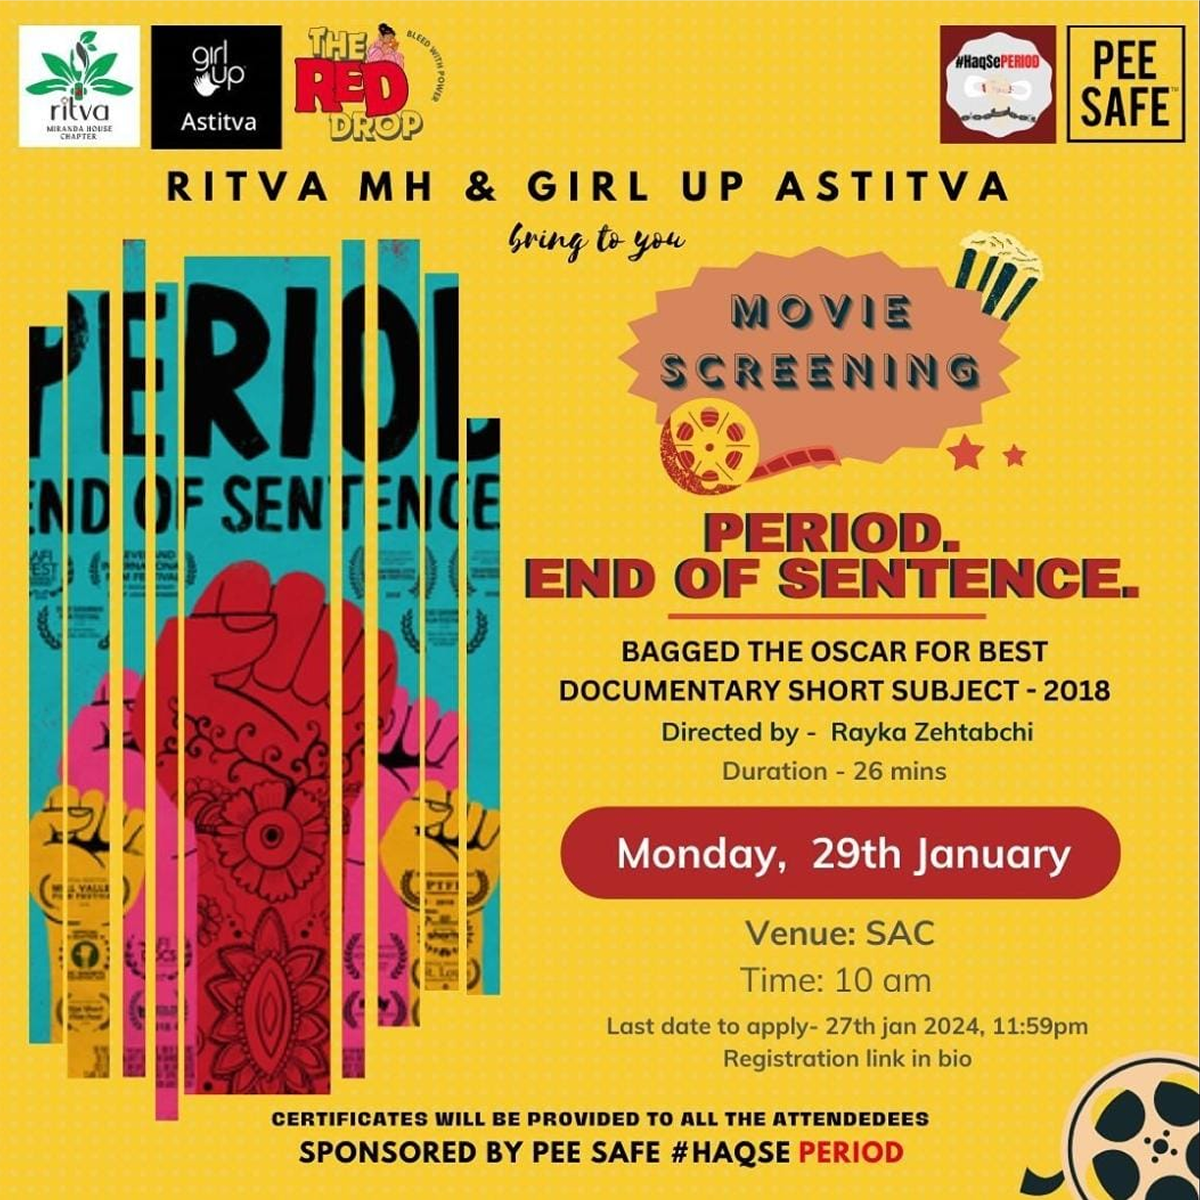 ritva
MIRANDA HOUSE
CHAPTER
girl
up
Astitva
THE
RED
DROP
BLEED WITH POWER
#HaqSePERIOD
PEE
SAFE™
RITVA MH & GIRL UP ASTITVA
bring to you
MOVIE
SCREENING
PERIOD
END OF SENTENCE
PERIOD.
END OF SENTENCE.
BAGGED THE OSCAR FOR BEST
DOCUMENTARY SHORT SUBJECT - 2018
Directed by - Rayka Zehtabchi
Duration - 26 mins
Monday, 29th January
Venue: SAC
Time: 10 am
Last date to apply- 27th jan 2024, 11:59pm
Registration link in bio
CERTIFICATES WILL BE PROVIDED TO ALL THE ATTENDEDEES
SPONSORED BY PEE SAFE #HAQSE PERIOD